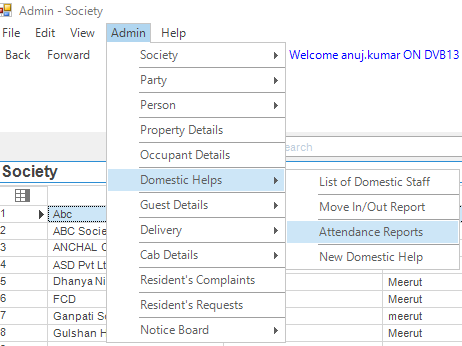 Admin - Society
File Edit View Admin Help
Back Forward Welcome anuj.kumar ON DVB13
Society
Party
Person
Property Details
Occupant Details
Domestic Helps
Guest Details
Delivery
Cab Details
Resident's Complaints
Resident's Requests
Notice Board
List of Domestic Staff
Move In/Out Report
Attendance Reports
New Domestic Help
earch
Society
1 Abc
2 ABC Socie
3 ANCHAL C
4 ASD Pvt Lt
5 Dhanya Ni Meerut
6 FCD Meerut
7 Ganpati So meerut
8 Gulshan H Meerut